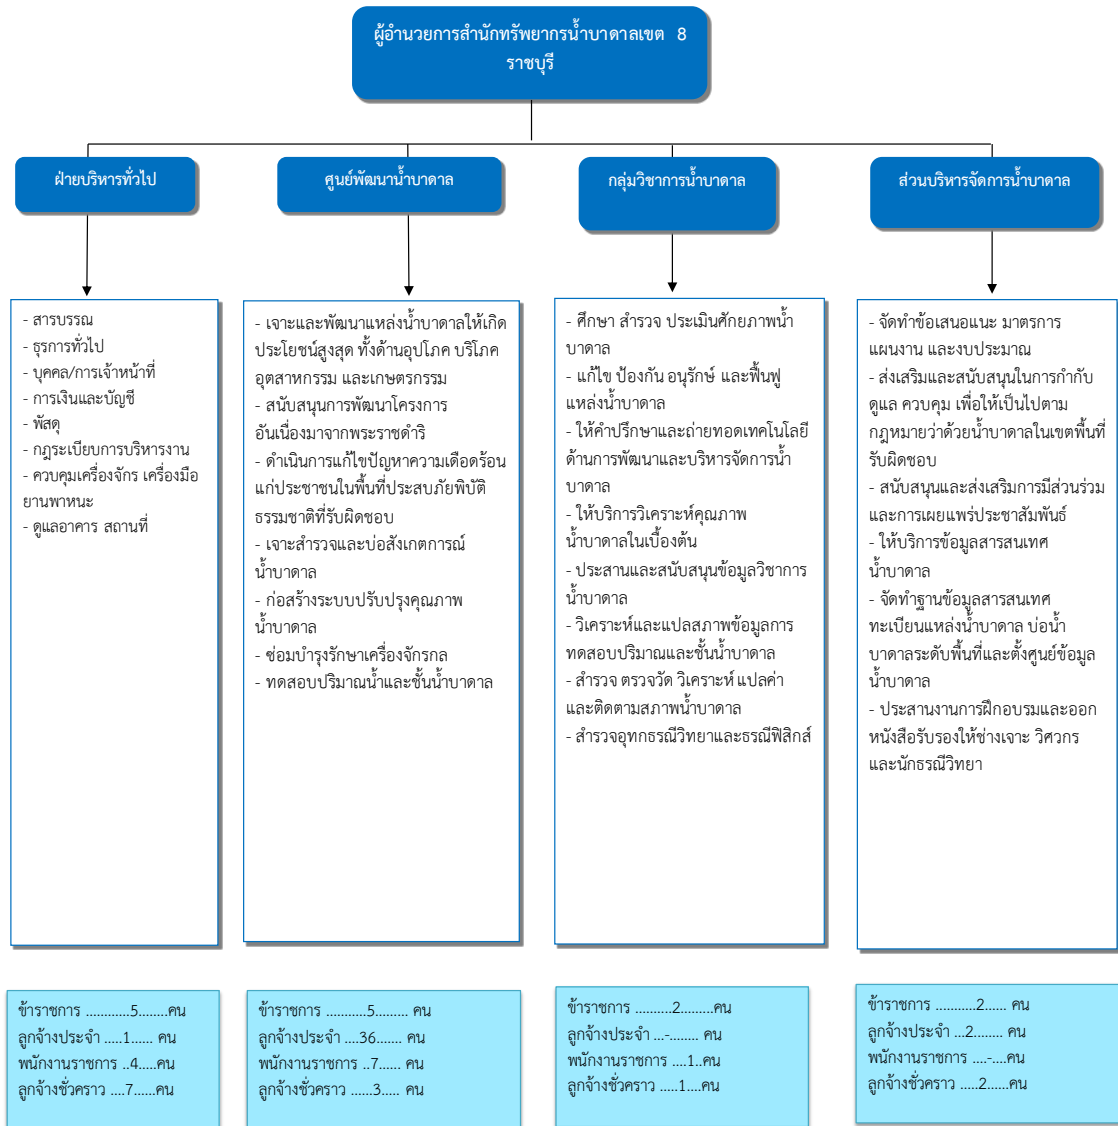 ผู้อำนวยการสำนักทรัพยากรน้ำบาดาลเขต 8
ราชบุรี
ฝ่ายบริหารทั่วไป
ศูนย์พัฒนาน้ำบาดาล
กลุ่มวิชาการน้ำบาดาล
ส่วนบริหารจัดการน้ำบาดาล
- สารบรรณ
- ธุรการทั่วไป
- บุคคล/การเจ้าหน้าที่
- การเงินและบัญชี
- พัสดุ
- กฎระเบียบการบริหารงาน
- ควบคุมเครื่องจักร เครื่องมือ
ยานพาหนะ
- ดูแลอาคาร สถานที่
- เจาะและพัฒนาแหล่งน้ำบาดาลให้เกิด
ประโยชน์สูงสุด ทั้งด้านอุปโภค บริโภค
อุตสาหกรรม และเกษตรกรรม
- สนับสนุนการพัฒนาโครงการ
อันเนื่องมาจากพระราชดำริ
- ดำเนินการแก้ไขปัญหาความเดือดร้อน
แก่ประชาชนในพื้นที่ประสบภัยพิบัติ
ธรรมชาติที่รับผิดชอบ
- เจาะสำรวจและบ่อสังเกตการณ์
น้ำบาดาล
- ก่อสร้างระบบปรับปรุงคุณภาพ
น้ำบาดาล
- ซ่อมบำรุงรักษาเครื่องจักรกล
- ทดสอบปริมาณน้ำและชั้นน้ำบาดาล
- ศึกษา สำรวจ ประเมินศักยภาพน้ำ
บาดาล
- แก้ไข ป้องกัน อนุรักษ์ และฟื้นฟู
แหล่งน้ำบาดาล
- ให้คำปรึกษาและถ่ายทอดเทคโนโลยี
ด้านการพัฒนาและบริหารจัดการน้ำ
บาดาล
- ให้บริการวิเคราะห์คุณภาพ
น้ำบาดาลในเบื้องต้น
- ประสานและสนับสนุนข้อมูลวิชาการ
น้ำบาดาล
- วิเคราะห์และแปลสภาพข้อมูลการ
ทดสอบปริมาณและชั้นน้ำบาดาล
- สำรวจ ตรวจวัด วิเคราะห์ แปลค่า
และติดตามสภาพน้ำบาดาล
- สำรวจอุทกธรณีวิทยาและธรณีฟิสิกส์
- จัดทำข้อเสนอแนะ มาตรการ
แผนงาน และงบประมาณ
- ส่งเสริมและสนับสนุนในการกำกับ
ดูแล ควบคุม เพื่อให้เป็นไปตาม
กฎหมายว่าด้วยน้ำบาดาลในเขตพื้นที่
รับผิดชอบ
- สนับสนุนและส่งเสริมการมีส่วนร่วม
และการเผยแพร่ประชาสัมพันธ์
- ให้บริการข้อมูลสารสนเทศ
น้ำบาดาล
- จัดทำฐานข้อมูลสารสนเทศ
ทะเบียนแหล่งน้ำบาดาล บ่อน้ำ
บาดาลระดับพื้นที่และตั้งศูนย์ข้อมูล
น้ำบาดาล
- ประสานงานการฝึกอบรมและออก
หนังสือรับรองให้ช่างเจาะ วิศวกร
และนักธรณีวิทยา
ข้าราชการ ............5........คน
ลูกจ้างประจำ .....1...... คน
พนักงานราชการ ..4.....คน
ลูกจ้างชั่วคราว ....7......คน
ข้าราชการ ............5......... คน
ลูกจ้างประจำ ....36....... คน
พนักงานราชการ ..7...... คน
ลูกจ้างชั่วคราว ......3..... คน
ข้าราชการ ..........2.........คน
ลูกจ้างประจำ ...-........ คน
พนักงานราชการ ....1..คน
ลูกจ้างชั่วคราว .....1....คน
ข้าราชการ ...........2...... คน
ลูกจ้างประจำ ...2........ คน
พนักงานราชการ ....-....คน
ลูกจ้างชั่วคราว .....2......คน